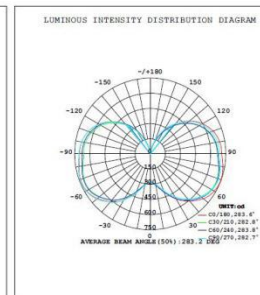 LUMINOUS INTENSITY DISTRIBUTION DIAGRAM
-/+180
-150 150
-120 120
-90 90
-60 60
-30 30
0
150
300
450
600
750
UNIT:cd
C0/180,283.6°
C30/210,282.8°
C60/240,283.8°
C90/270,282.7°
AVERAGE BEAM ANGLE(50%):283.2 DEG